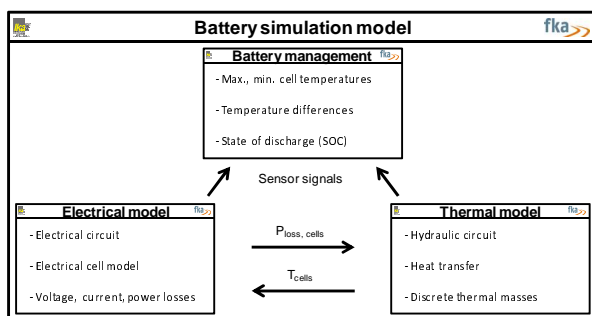 Battery simulation model
fka
Battery management
fka
- Max., min. cell temperatures
- Temperature differences
- State of discharge (SOC)
Sensor signals
Electrical model
fka
- Electrical circuit
- Electrical cell model
- Voltage, current, power losses
P loss, cells
T cells
Thermal model
fka
- Hydraulic circuit
- Heat transfer
- Discrete thermal masses